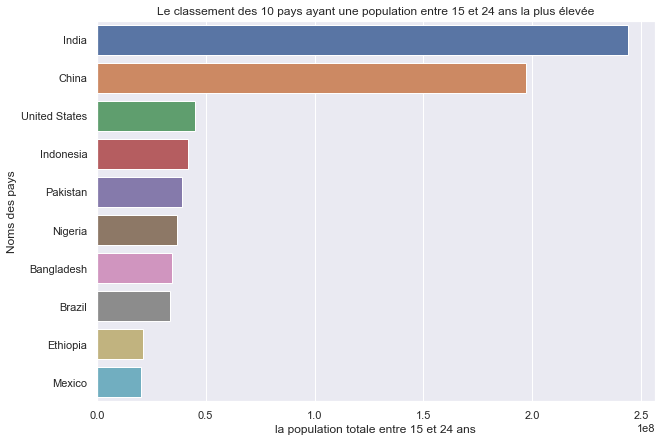 Le classement des 10 pays ayant une population entre 15 et 24 ans la plus élevée
Noms des pays
India
China
United States
Indonesia
Pakistan
Nigeria
Bangladesh
Brazil
Ethiopia
Mexico
0.0 0.5 1.0 1.5 2.0 2.5
1e8
la population totale entre 15 et 24 ans